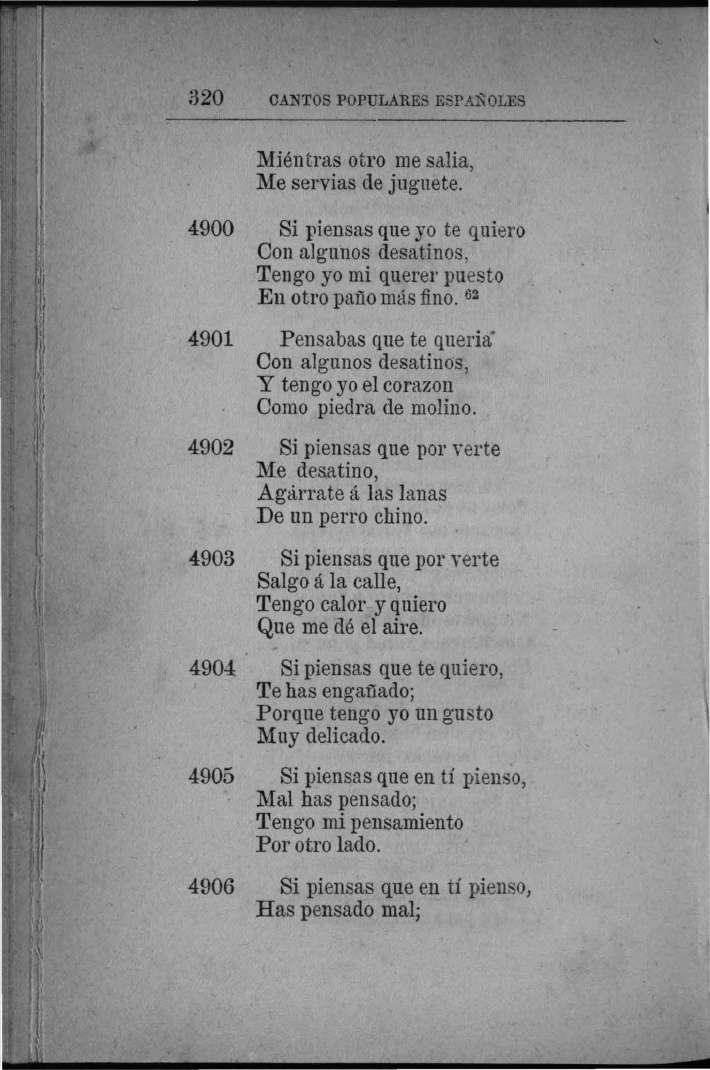 320 CANTOS POPULARES ESPAÑOLES
Miéntras otro me salia,
Me servias de juguete.
4900 Si piensas que yo te quiero
Con algunos desatinos,
Tengo yo mi querer puesto
En otro paño más fino. 62
4901 Pensabas que te queria
Con algunos desatinos,
Y tengo yo el corazon
Como piedra de molino.
4902 Si piensas que por verte
Me desatino,
Agárrate á las lanas
De un perro chino.
4903 Si piensas que por verte
Salgo á la calle,
Tengo calor y quiero
Que me dé el aire.
4904 Si piensas que te quiero,
Te has engañado;
Porque tengo yo un gusto
Muy delicado.
4905 Si piensas que en tí pienso,
Mal has pensado;
Tengo mi pensamiento
Por otro lado.
4906 Si piensas que en tí pienso,
Has pensado mal;